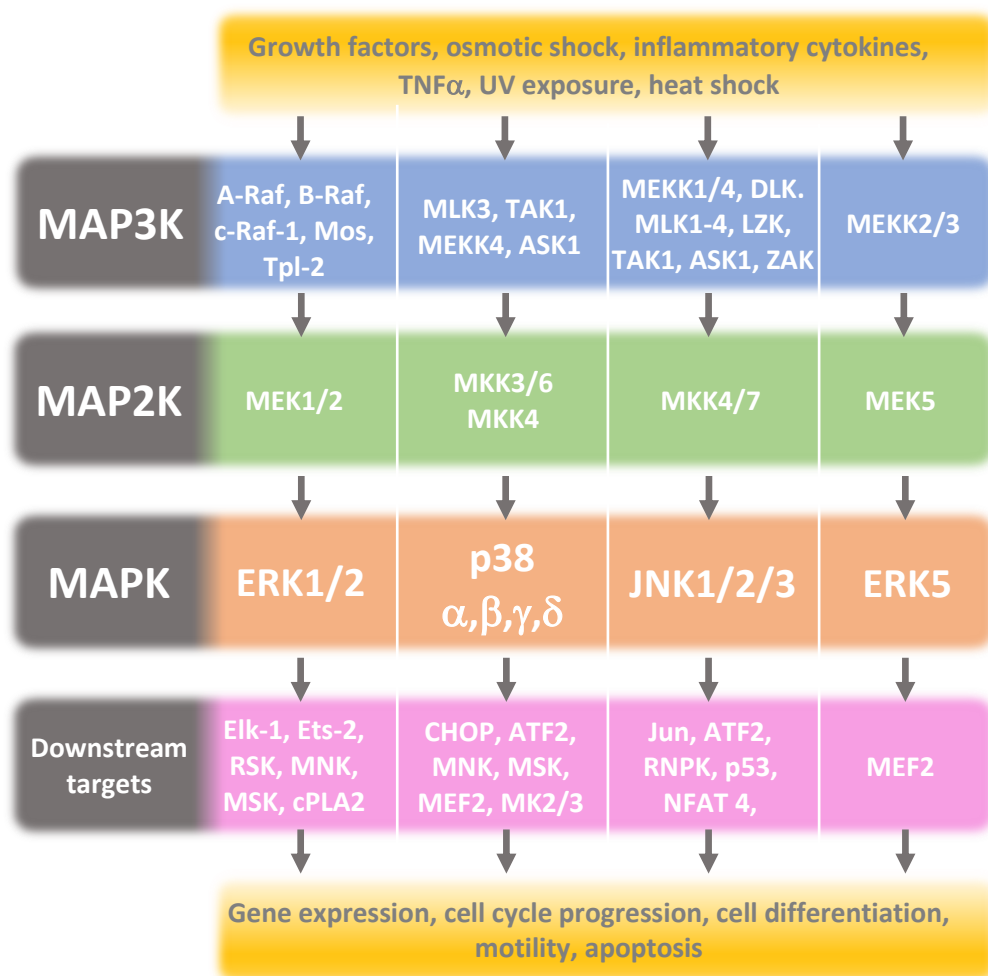 Growth factors, osmotic shock, inflammatory cytokines,
TNFα, UV exposure, heat shock
MAP3K
A-Raf, B-Raf,
c-Raf-1, Mos,
Tpl-2
MLK3, TAK1,
MEKK4, ASK1
MEKK1/4, DLK.
MLK1-4, LZK,
TAK1, ASK1, ZAK
MEKK2/3
MAP2K
MEK1/2
MKK3/6
MKK4
MKK4/7
MEK5
MAPK
ERK1/2
p38
α,β,γ,δ
JNK1/2/3
ERK5
Downstream
targets
Elk-1, Ets-2,
RSK, MNK,
MSK, cPLA2
CHOP, ATF2,
MNK, MSK,
MEF2, MK2/3
Jun, ATF2,
RNPK, p53,
NFAT 4,
MEF2
Gene expression, cell cycle progression, cell differentiation,
motility, apoptosis